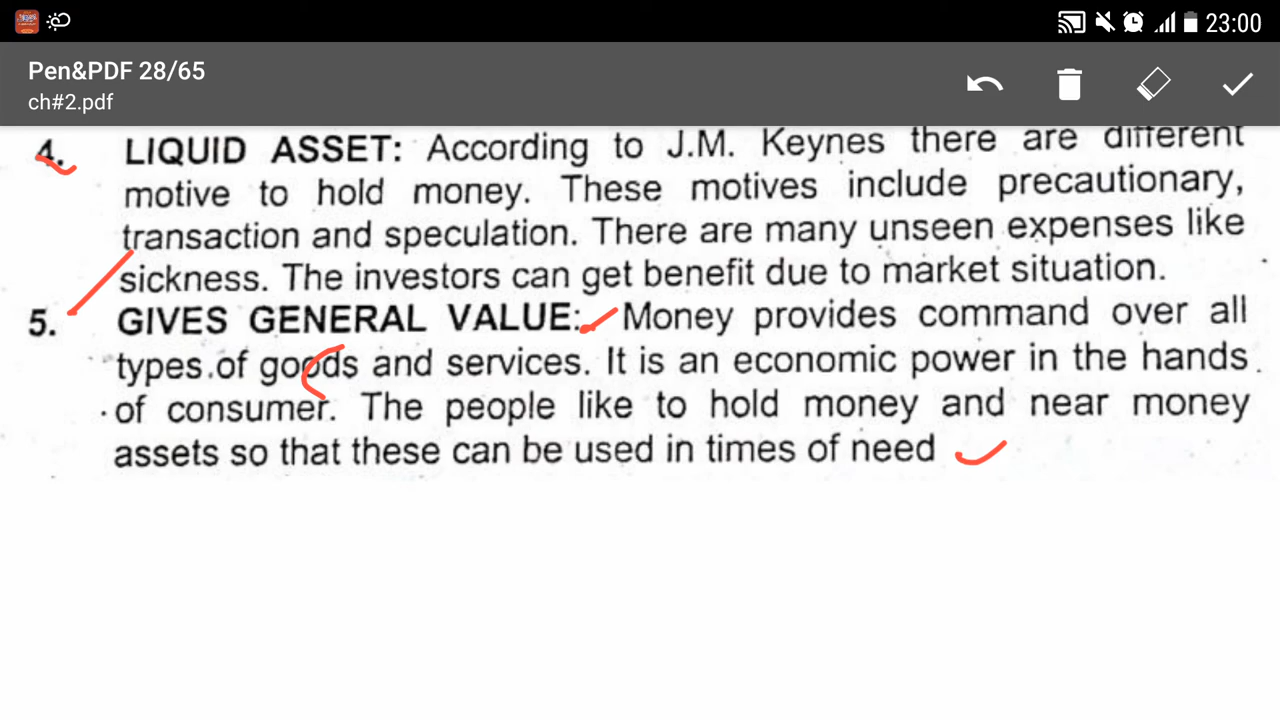 23:00
Pen&PDF 28/65
ch#2.pdf
4. LIQUID ASSET: According to J.M. Keynes there are different
motive to hold money. These motives include precautionary,
transaction and speculation. There are many unseen expenses like
sickness. The investors can get benefit due to market situation.
5. GIVES GENERAL VALUE: Money provides command over all
types of goods and services. It is an economic power in the hands
of consumer. The people like to hold money and near money
assets so that these can be used in times of need